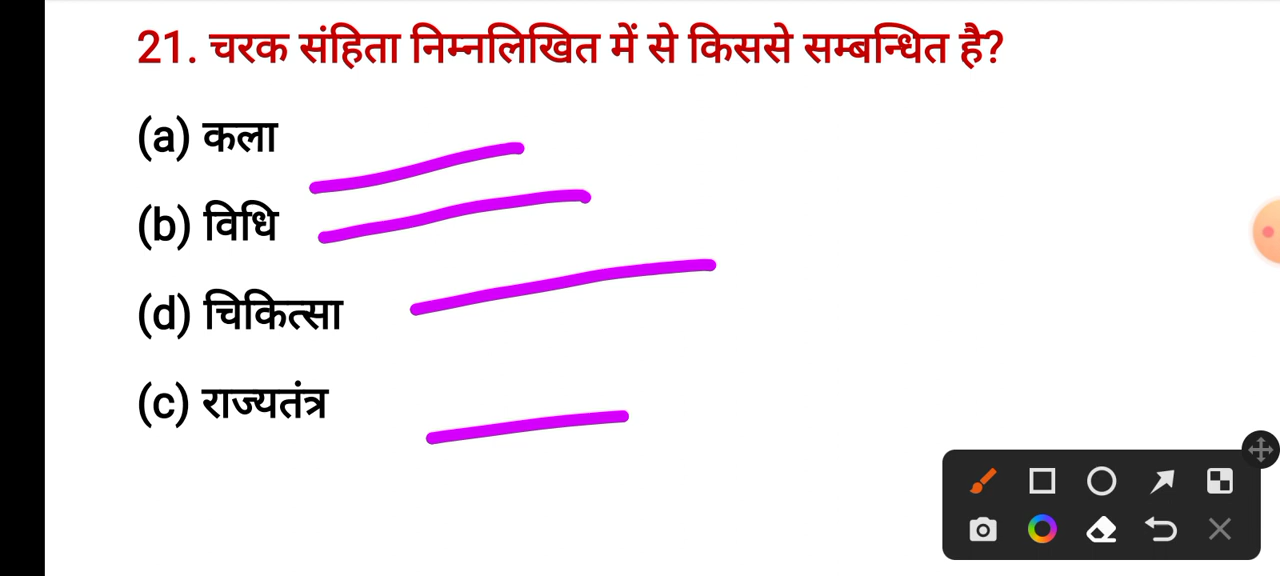 21. चरक संहिता निम्नलिखित में से किससे सम्बन्धित है?
(a) कला
(b) विधि
(d) चिकित्सा
(c) राज्यतंत्र